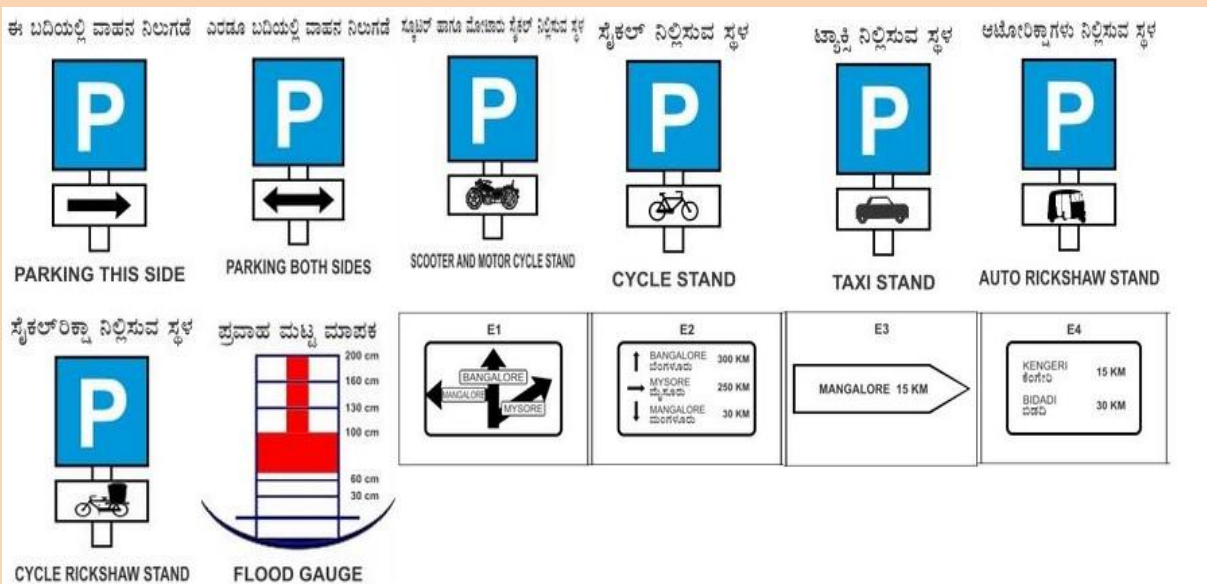 ಈ ಬದಿಯಲ್ಲಿ ವಾಹನ ನಿಲುಗಡೆ
P
PARKING THIS SIDE
ಎರಡೂ ಬದಿಯಲ್ಲಿ ವಾಹನ ನಿಲುಗಡೆ
P
PARKING BOTH SIDES
ಸ್ಕೂಟರ್ ಹಾಗೂ ಮೋಟಾರು ಸೈಕಲ್ ನಿಲ್ಲಿಸುವ ಸ್ಥಳ
P
SCOOTER AND MOTOR CYCLE STAND
ಸೈಕಲ್ ನಿಲ್ಲಿಸುವ ಸ್ಥಳ
P
CYCLE STAND
ಟ್ಯಾಕ್ಸಿ ನಿಲ್ಲಿಸುವ ಸ್ಥಳ
P
TAXI STAND
ಆಟೋರಿಕ್ಷಾಗಳು ನಿಲ್ಲಿಸುವ ಸ್ಥಳ
P
AUTO RICKSHAW STAND
ಸೈಕಲ್‌ರಿಕ್ಷಾ ನಿಲ್ಲಿಸುವ ಸ್ಥಳ
P
CYCLE RICKSHAW STAND
ಪ್ರವಾಹ ಮಟ್ಟ ಮಾಪಕ
200 cm
160 cm
130 cm
100 cm
60 cm
30 cm
FLOOD GAUGE
E1
BANGALORE
MANGALORE
MYSORE
E2
BANGALORE 300 KM
ಬೆಂಗಳೂರು
MYSORE 250 KM
ಮೈಸೂರು
MANGALORE 30 KM
ಮಂಗಳೂರು
E3
MANGALORE 15 KM
E4
KENGERI 15 KM
ಕೆಂಗೇರಿ
BIDADI 30 KM
ಬಿಡದಿ